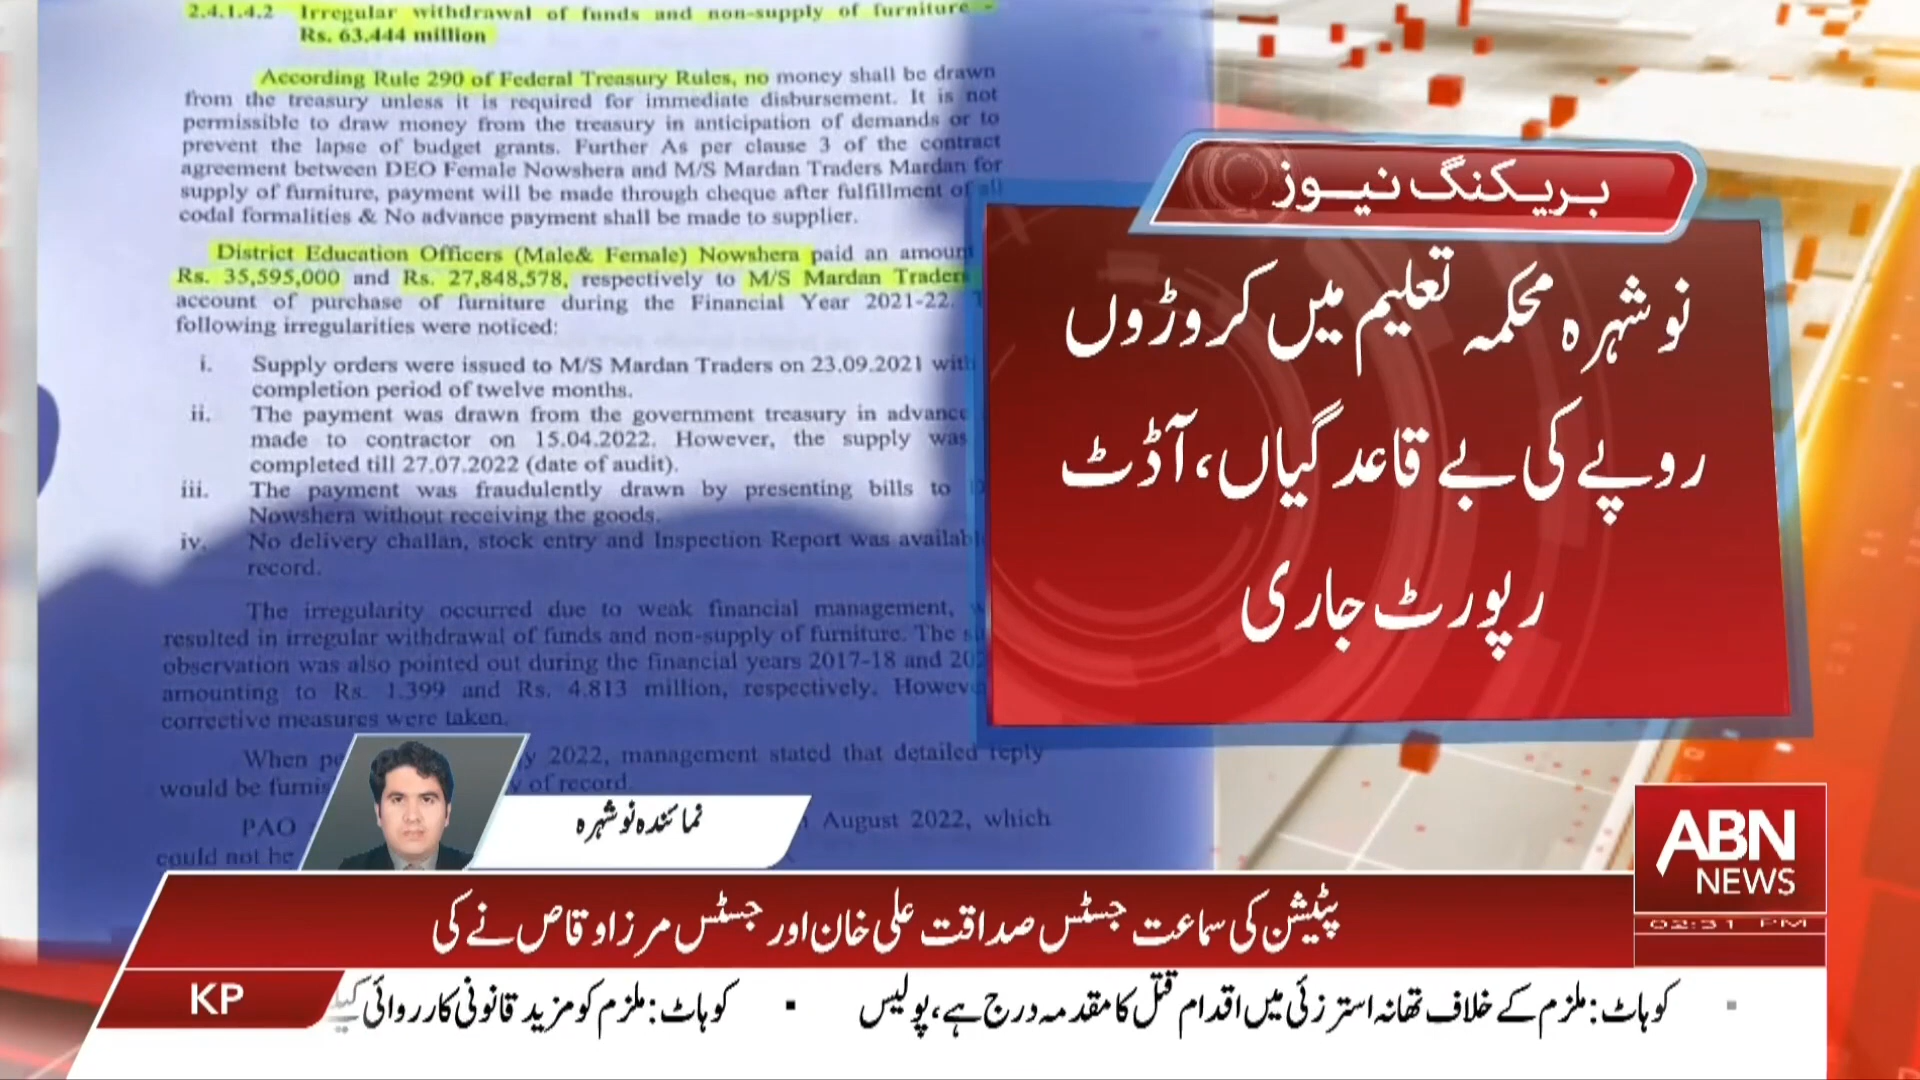 2.4.1.4.2 Irregular withdrawal of funds and non-supply of furniture -
Rs. 63.444 million
According Rule 290 of Federal Treasury Rules, no money shall be drawn
from the treasury unless it is required for immediate disbursement. It is not
permissible to draw money from the treasury in anticipation of demands or to
prevent the lapse of budget grants. Further As per clause 3 of the contract
agreement between DEO Female Nowshera and M/S Mardan Traders Mardan for
supply of furniture, payment will be made through cheque after fulfillment of all
codal formalities & No advance payment shall be made to supplier.
District Education Officers (Male& Female) Nowshera paid an amount
Rs. 35,595,000 and Rs. 27,848,578, respectively to M/S Mardan Traders
account of purchase of furniture during the Financial Year 2021-22.
following irregularities were noticed:
i. Supply orders were issued to M/S Mardan Traders on 23.09.2021 with
completion period of twelve months.
ii. The payment was drawn from the government treasury in advance
made to contractor on 15.04.2022. However, the supply was
completed till 27.07.2022 (date of audit).
iii. The payment was fraudulently drawn by presenting bills to
Nowshera without receiving the goods.
iv. No delivery challan, stock entry and Inspection Report was
record.
The irregularity occurred due to weak financial management,
resulted in irregular withdrawal of funds and non-supply of furniture. The
observation was also pointed out during the financial years 2017-18 and
amounting to Rs. 1.399 and Rs. 4.813 million, respectively.
corrective measures were taken.
When 2022, management stated that detailed reply
would be of record.
PAO August 2022, which
could not be
بریکنگ نیوز
نوشہرہ محکمہ تعلیم میں کروڑوں
روپے کی بے قاعدگیاں، آڈٹ
رپورٹ جاری
نمائندہ نوشہرہ
ABN
NEWS
02:31 PM
پٹیشن کی سماعت جسٹس صداقت علی خان اور جسٹس مرزا وقاص نے کی
KP
کوہاٹ: ملزم کے خلاف تھانہ استرزئی میں اقدام قتل کا مقدمہ درج ہے، پولیس ▪ کوہاٹ: ملزم کو مزید قانونی کارروائی کیلئے